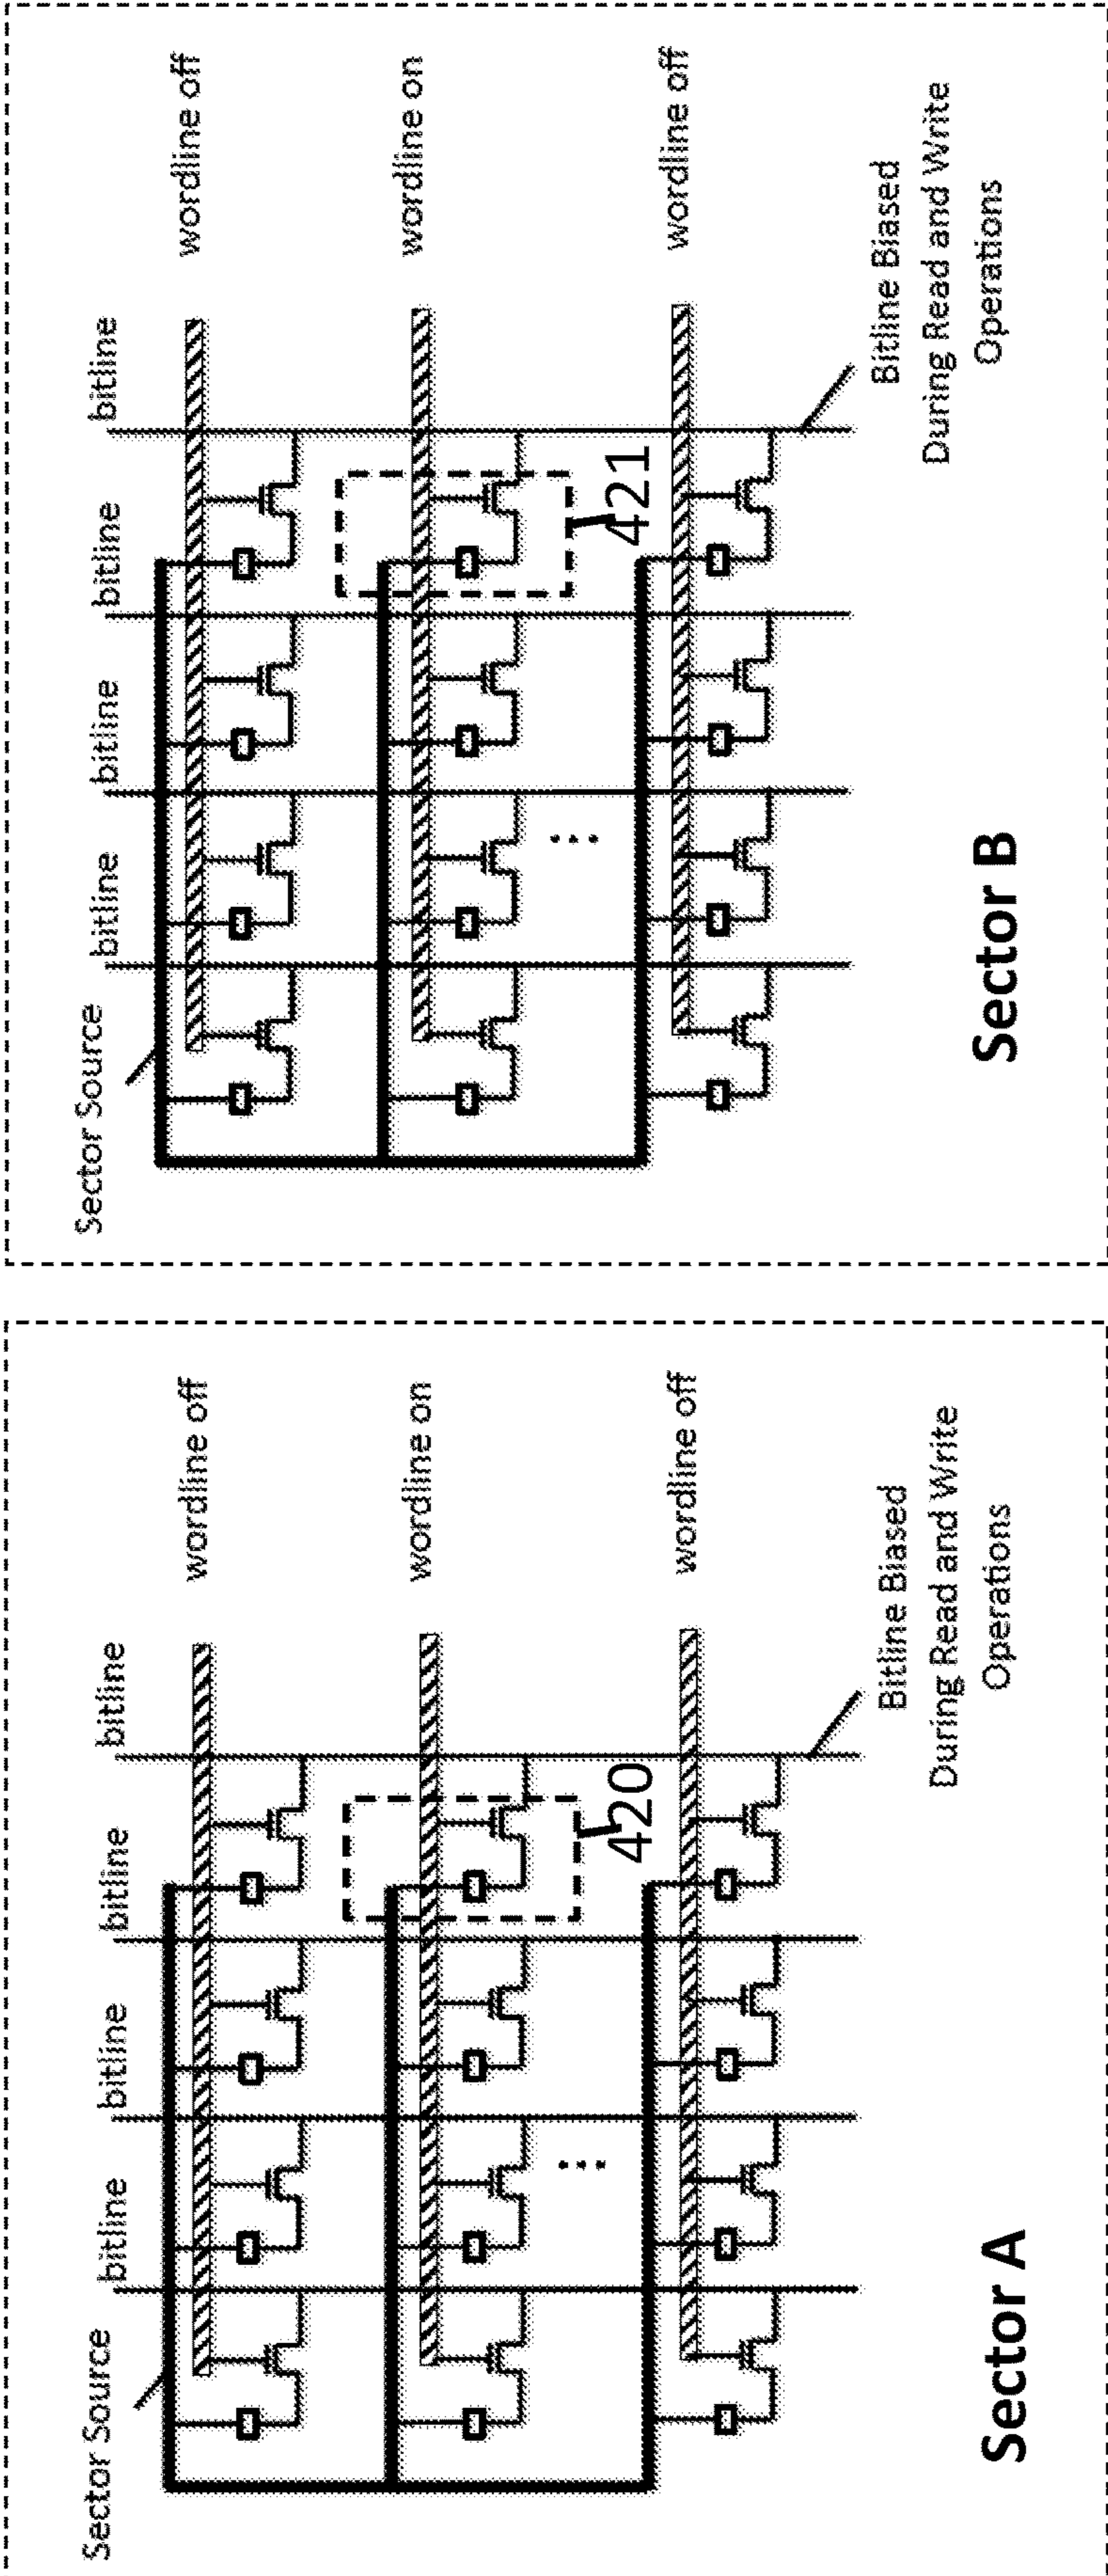 Sector Source
bitline
bitline
bitline
bitline
wordline off
wordline on
420
wordline off
Bitline Biased
During Read and Write
Operations
Sector A
Sector Source
bitline
bitline
bitline
bitline
wordline off
wordline on
421
wordline off
Bitline Biased
During Read and Write
Operations
Sector B